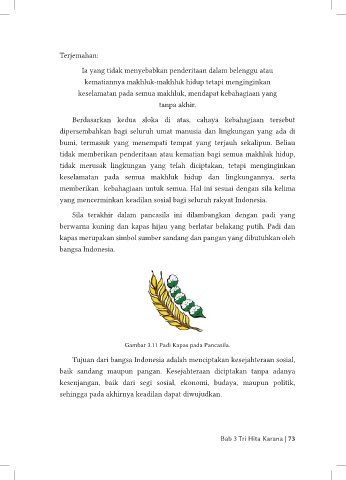 Terjemahan:
Ia yang tidak menyebabkan penderitaan dalam belenggu atau
kematiannya makhluk-makhluk hidup tetapi menginginkan
keselamatan pada semua makhluk, mendapat kebahagiaan yang
tanpa akhir.
Berdasarkan kedua sloka di atas, cahaya kebahagiaan tersebut
dipersembahkan bagi seluruh umat manusia dan lingkungan yang ada di
bumi, termasuk yang menempati tempat yang terjauh sekalipun. Beliau
tidak memberikan penderitaan atau kematian bagi semua makhluk hidup,
tidak merusak lingkungan yang telah diciptakan, tetapi menginginkan
keselamatan pada semua makhluk hidup dan lingkungannya, serta
memberikan kebahagiaan untuk semua. Hal ini sesuai dengan sila kelima
yang mencerminkan keadilan sosial bagi seluruh rakyat Indonesia.
Sila terakhir dalam pancasila ini dilambangkan dengan padi yang
berwarna kuning dan kapas hijau yang berlatar belakang putih. Padi dan
kapas merupakan simbol sumber sandang dan pangan yang dibutuhkan oleh
bangsa Indonesia.
Gambar 3.11 Padi Kapas pada Pancasila.
Tujuan dari bangsa Indonesia adalah menciptakan kesejahteraan sosial,
baik sandang maupun pangan. Kesejahteraan diciptakan tanpa adanya
kesenjangan, baik dari segi sosial, ekonomi, budaya, maupun politik,
sehingga pada akhirnya keadilan dapat diwujudkan.
Bab 3 Tri Hita Karana | 73